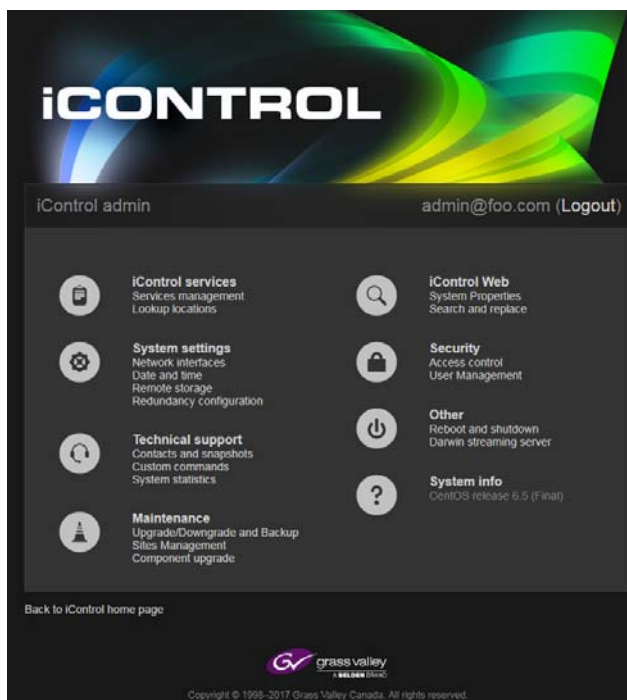 iCONTROL
iControl admin
admin@foo.com (Logout)
iControl services
Services management
Lookup locations
System settings
Network interfaces
Date and time
Remote storage
Redundancy configuration
Technical support
Contacts and snapshots
Custom commands
System statistics
Maintenance
Upgrade/Downgrade and Backup
Sites Management
Component upgrade
iControl Web
System Properties
Search and replace
Security
Access control
User Management
Other
Reboot and shutdown
Darwin streaming server
?
System info
CentOS release 6.5 (Final)
Back to iControl home page
GV
grass valley
A BELDEN BRAND
Copyright © 1998-2017 Grass Valley Canada. All rights reserved.